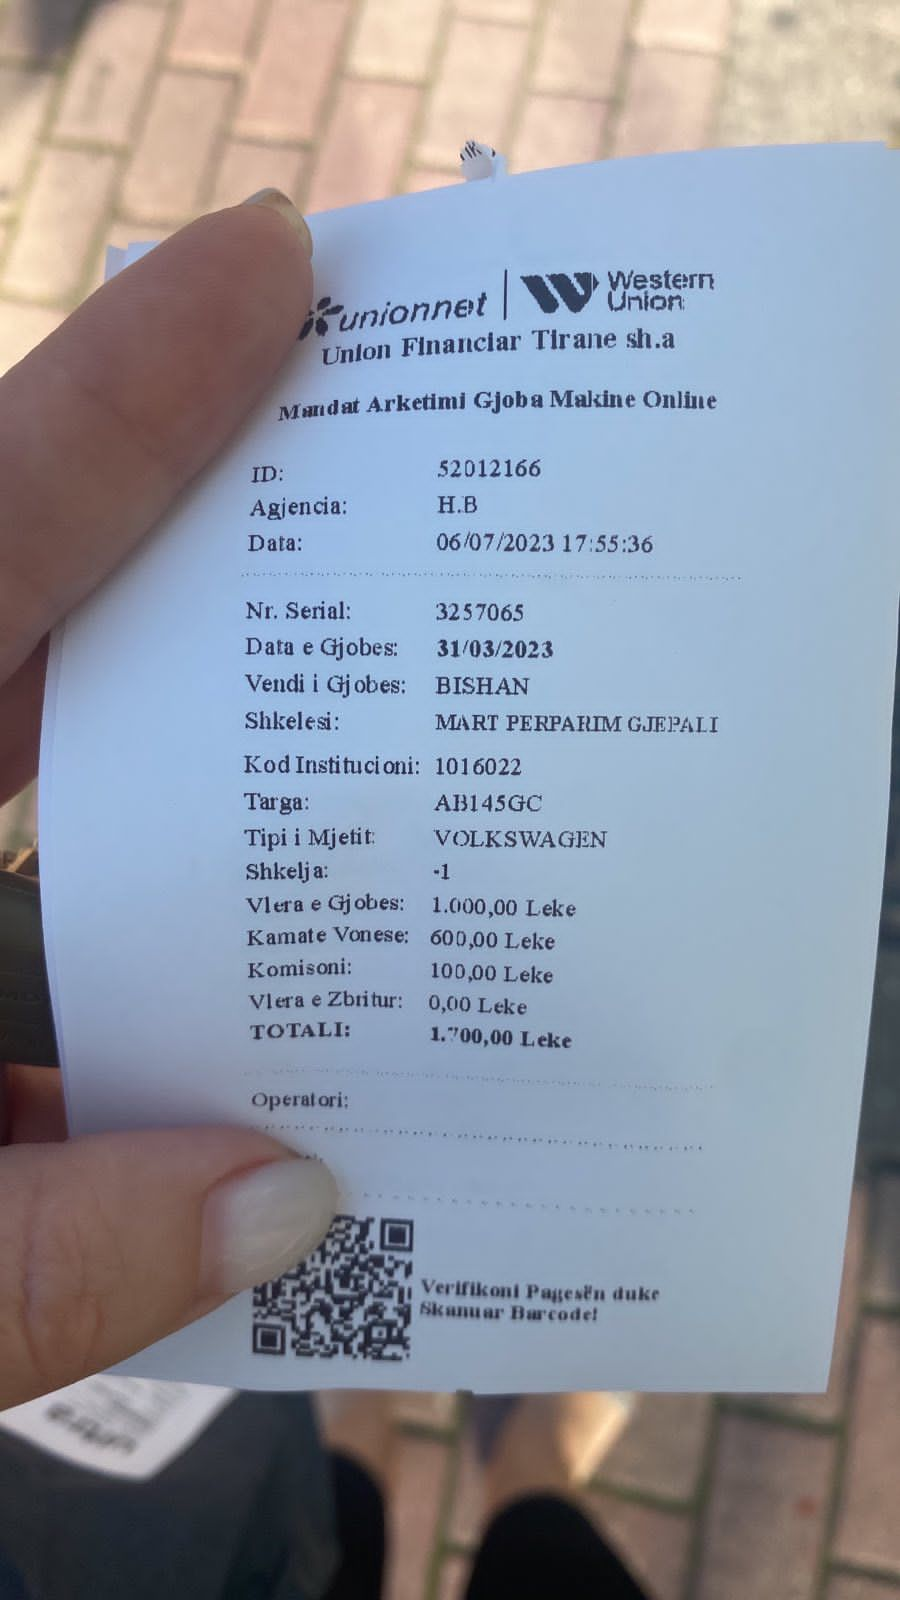 unionnet | Western Union
Union Financiar Tirane sh.a
Mandat Arketimi Gjoba Makine Online
ID: 52012166
Agjencia: H.B
Data: 06/07/2023 17:55:36
Nr. Serial: 3257065
Data e Gjobes: 31/03/2023
Vendi i Gjobes: BISHAN
Shkelesi: MART PERPARIM GJEPALI
Kod Institucioni: 1016022
Targa: AB145GC
Tipi i Mjetit: VOLKSWAGEN
Shkelja: -1
Vlera e Gjobes: 1.000,00 Leke
Kamate Vonese: 600,00 Leke
Komisoni: 100,00 Leke
Vlera e Zbritur: 0,00 Leke
TOTALI: 1.700,00 Leke
Operatori:
Verifikoni Pagesën duke
Skanuar Barcode!